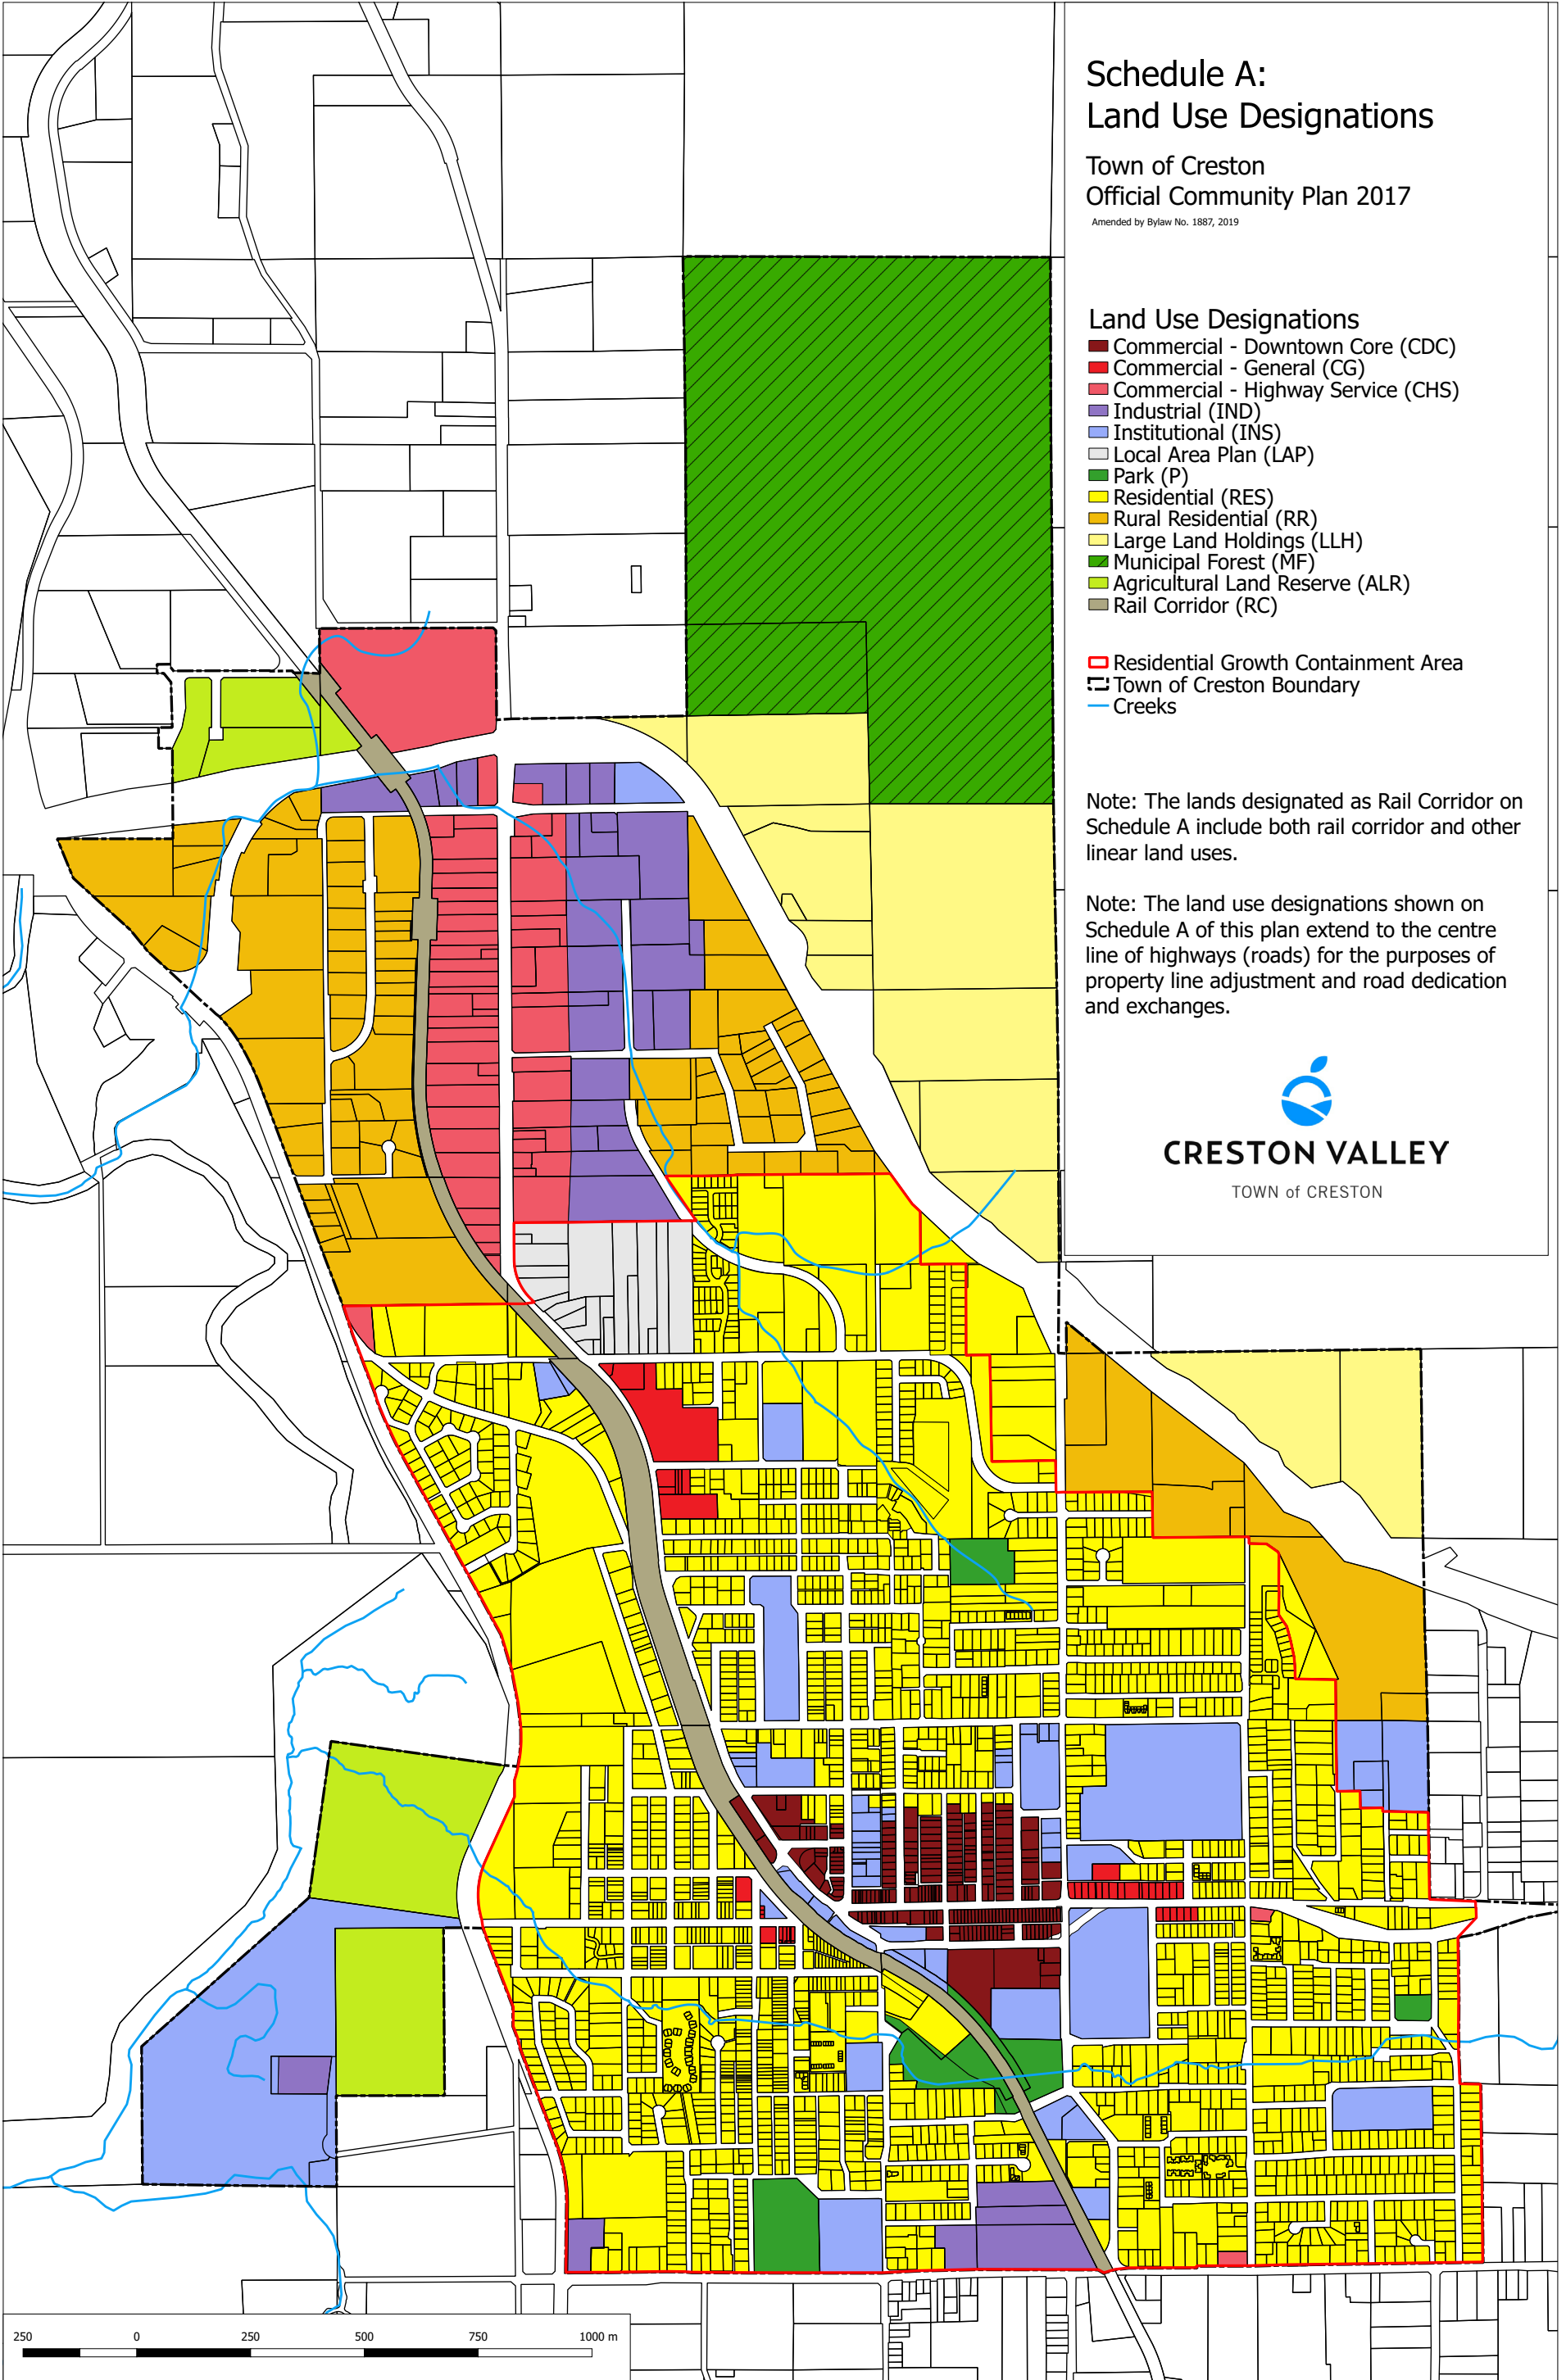 Schedule A:
Land Use Designations
Town of Creston
Official Community Plan 2017
Amended by Bylaw No. 1887, 2019
Land Use Designations
Commercial - Downtown Core (CDC)
Commercial - General (CG)
Commercial - Highway Service (CHS)
Industrial (IND)
Institutional (INS)
Local Area Plan (LAP)
Park (P)
Residential (RES)
Rural Residential (RR)
Large Land Holdings (LLH)
Municipal Forest (MF)
Agricultural Land Reserve (ALR)
Rail Corridor (RC)
Residential Growth Containment Area
Town of Creston Boundary
Creeks
Note: The lands designated as Rail Corridor on
Schedule A include both rail corridor and other
linear land uses.
Note: The land use designations shown on
Schedule A of this plan extend to the centre
line of highways (roads) for the purposes of
property line adjustment and road dedication
and exchanges.
CRESTON VALLEY
TOWN of CRESTON
250 0 250 500 750 1000 m